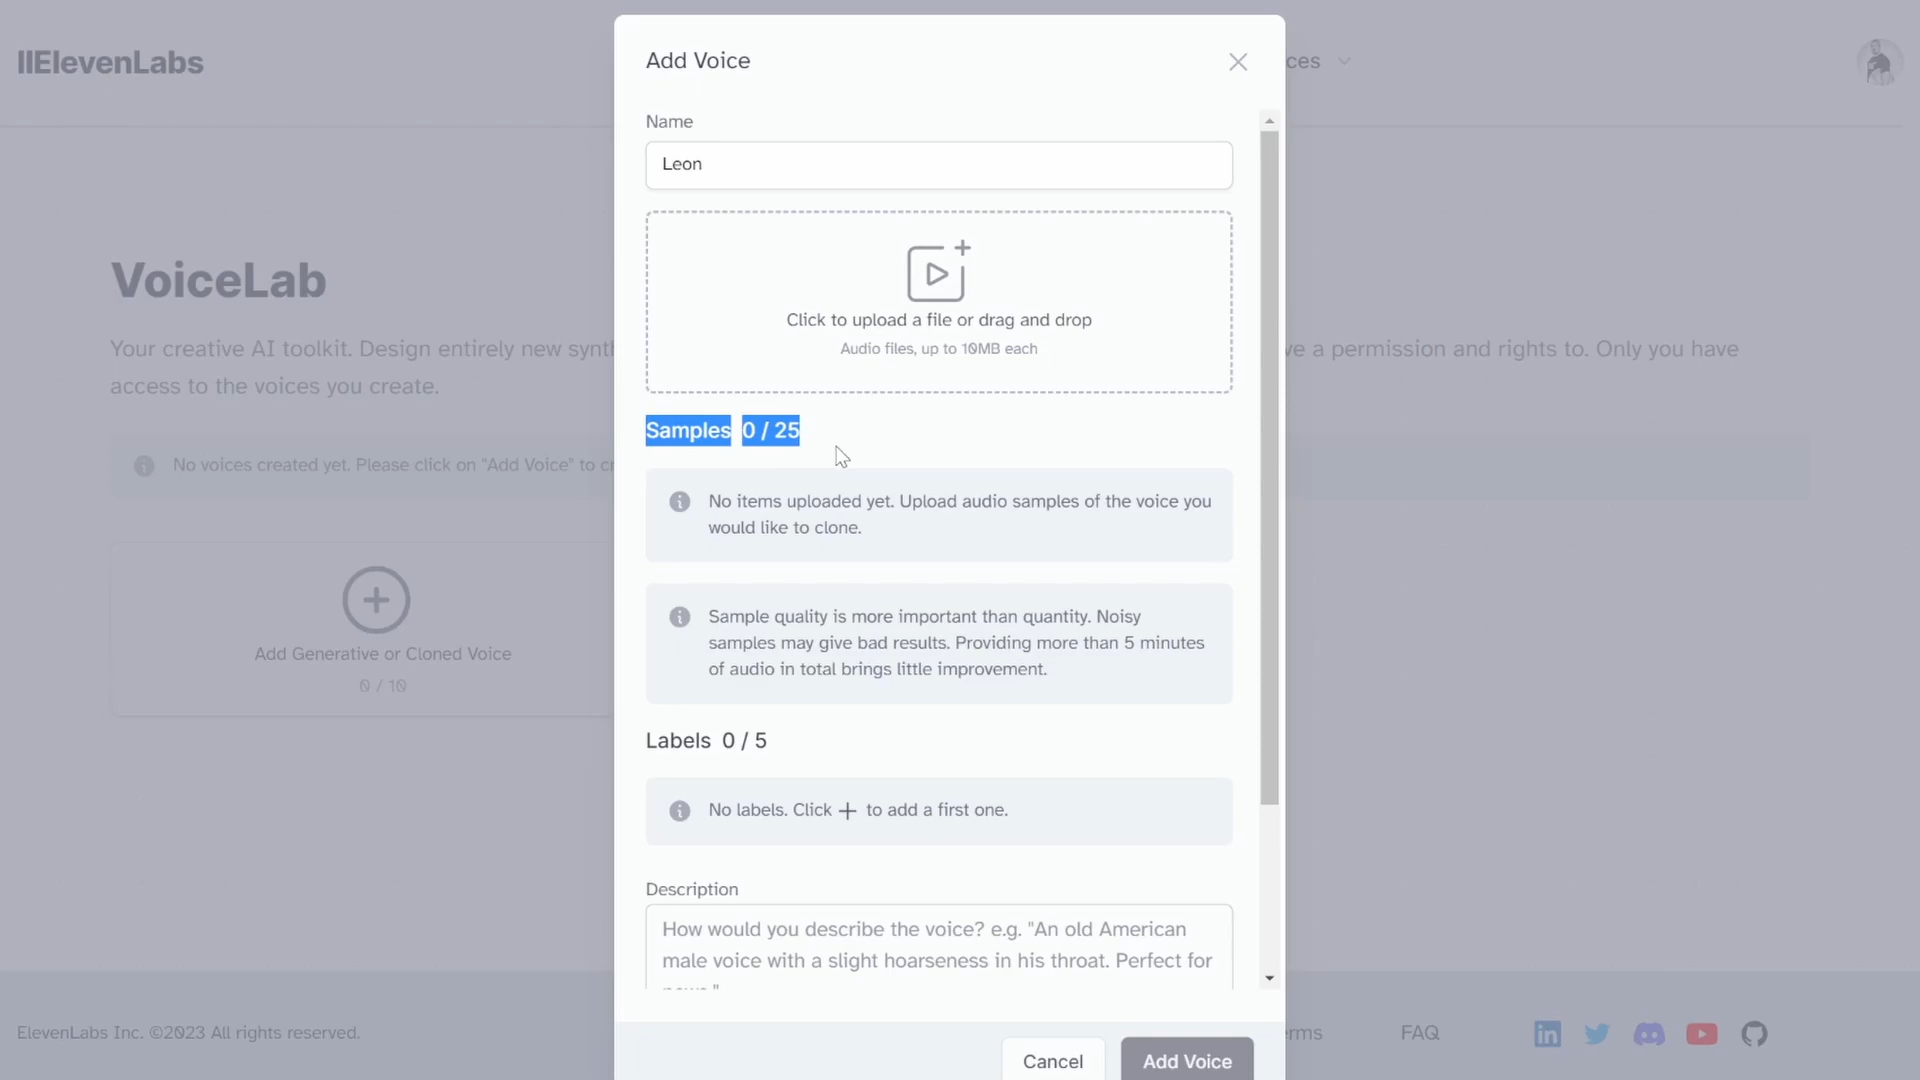 IIElevenLabs
ces
VoiceLab
Your creative AI toolkit. Design entirely new
ve a permission and rights to. Only you have
access to the voices you create.
No voices created yet. Please click on "Add Voice" to
Add Generative or Cloned Voice
0 / 10
Add Voice
Name
Leon
Click to upload a file or drag and drop
Audio files, up to 10MB each
Samples 0 / 25
No items uploaded yet. Upload audio samples of the voice you
would like to clone.
Sample quality is more important than quantity. Noisy
samples may give bad results. Providing more than 5 minutes
of audio in total brings little improvement.
Labels 0 / 5
No labels. Click + to add a first one.
Description
How would you describe the voice? e.g. "An old American
male voice with a slight hoarseness in his throat. Perfect for
Cancel
Add Voice
ElevenLabs Inc. ©2023 All rights reserved.
erms
FAQ